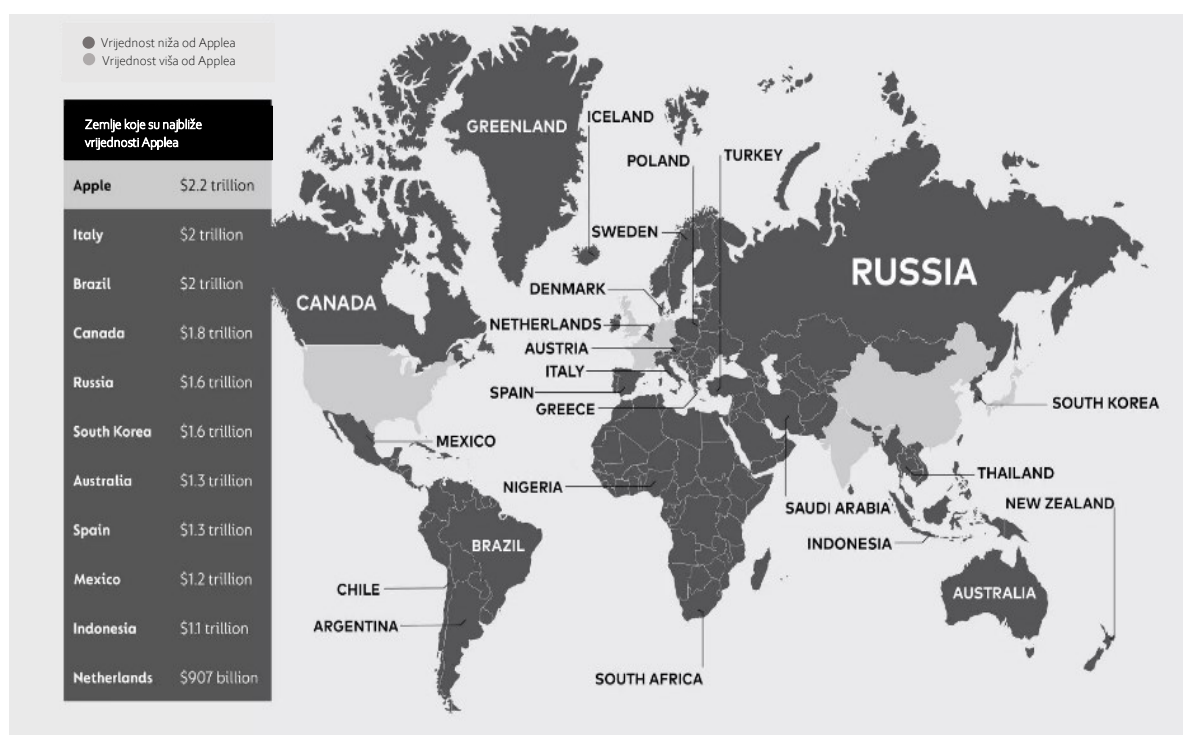 Vrijednost niža od Applea
Vrijednost viša od Applea
Zemlje koje su najbliže
vrijednosti Applea
Apple $2.2 trillion
Italy $2 trillion
Brazil $2 trillion
Canada $1.8 trillion
Russia $1.6 trillion
South Korea $1.6 trillion
Australia $1.3 trillion
Spain $1.3 trillion
Mexico $1.2 trillion
Indonesia $1.1 trillion
Netherlands $907 billion
GREENLAND
ICELAND
POLAND
TURKEY
SWEDEN
RUSSIA
DENMARK
CANADA
NETHERLANDS
AUSTRIA
ITALY
SPAIN
GREECE
SOUTH KOREA
MEXICO
THAILAND
NIGERIA
SAUDI ARABIA
NEW ZEALAND
INDONESIA
BRAZIL
CHILE
AUSTRALIA
ARGENTINA
SOUTH AFRICA